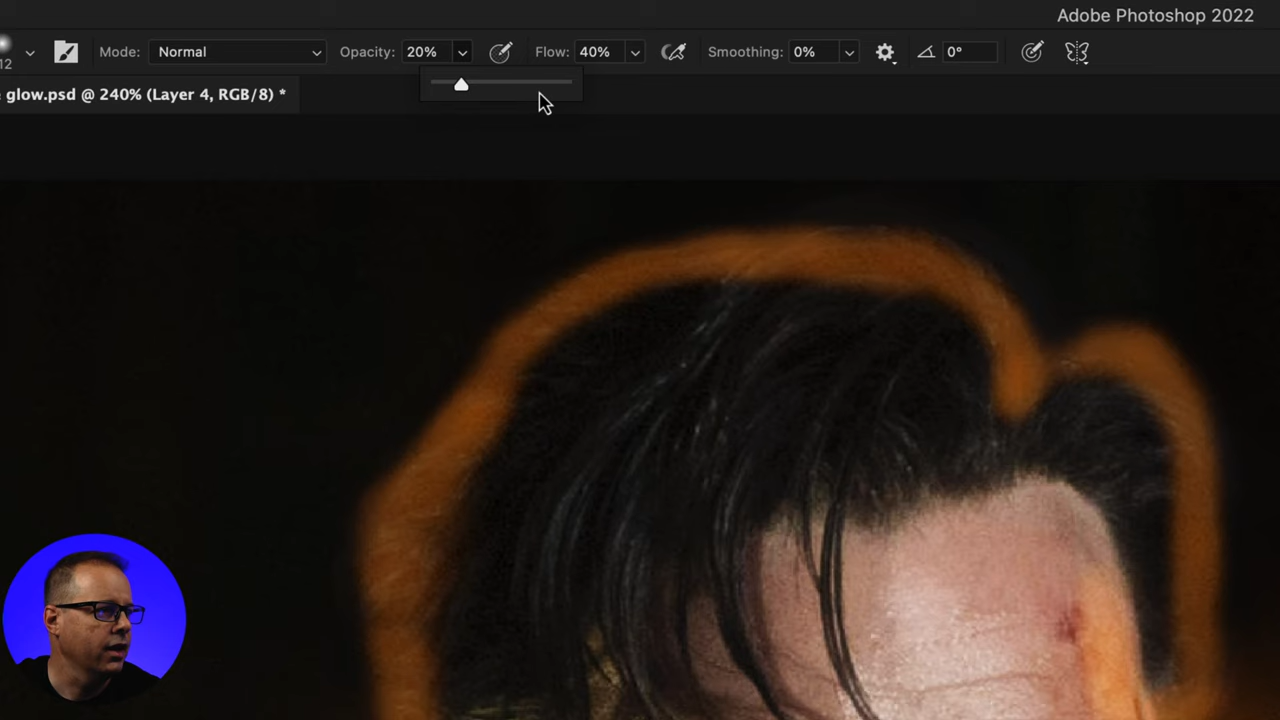 Adobe Photoshop 2022
12 Mode: Normal Opacity: 20% Flow: 40% Smoothing: 0% 0°
glow.psd @ 240% (Layer 4, RGB/8) *